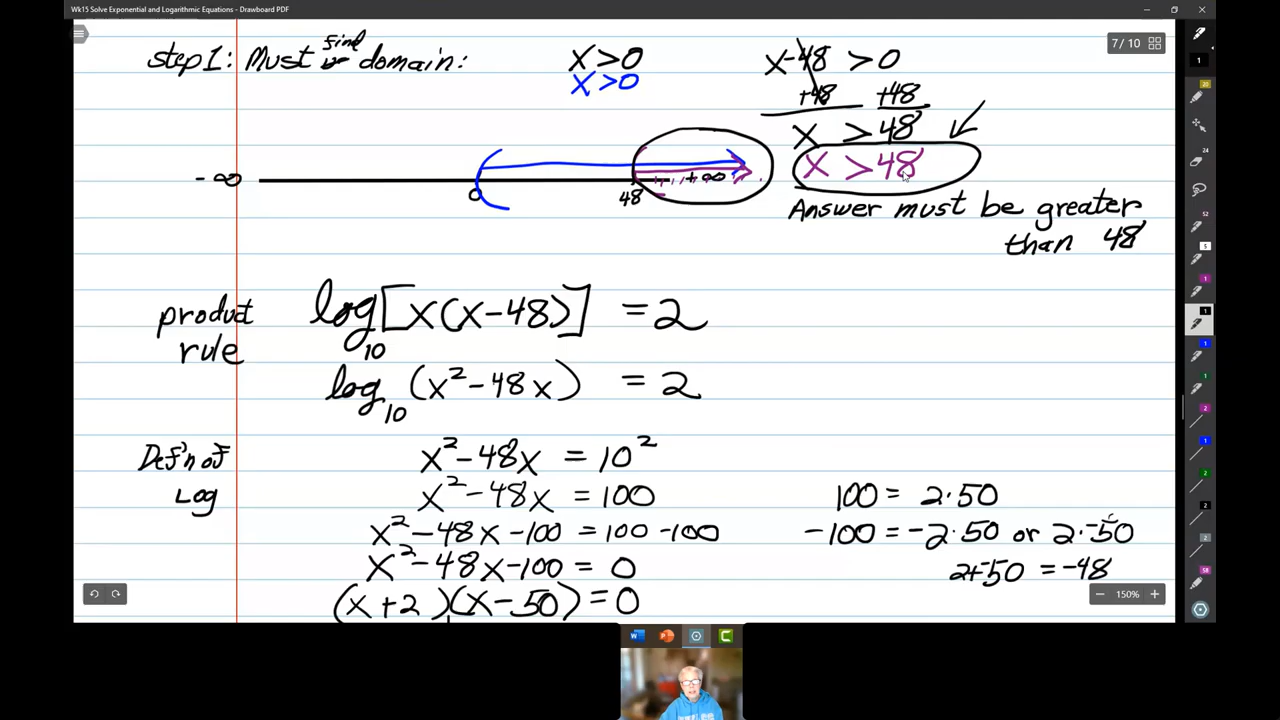 Wk15 Solve Exponential and Logarithmic Equations - Drawboard PDF
7 / 10
step 1: Must find domain:
x > 0
x > 0
x - 48 > 0
+48 +48
x > 48
x > 48
Answer must be greater
than 48
-∞ 0 48 +∞
product
rule
log₁₀[x(x-48)] = 2
log₁₀(x²-48x) = 2
Def'n of
Log
x² - 48x = 10²
x² - 48x = 100
x² - 48x - 100 = 100 - 100
x² - 48x - 100 = 0
(x+2)(x-50) = 0
100 = 2·50
-100 = -2·50 or 2·-50
2+-50 = -48
150%